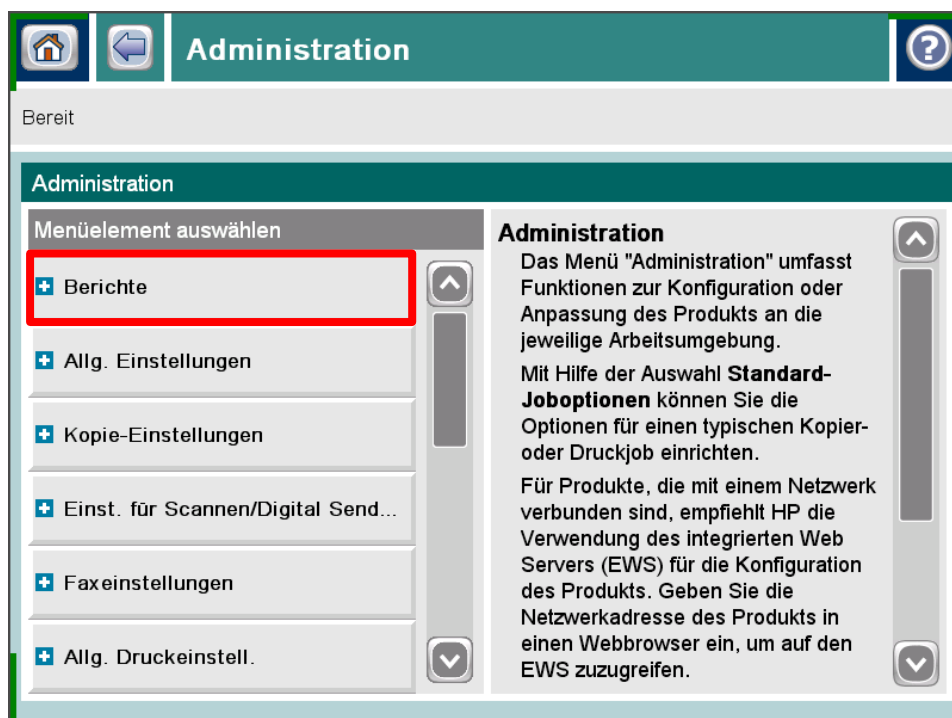 Administration
Bereit
Administration
Menüelement auswählen
Berichte
Allg. Einstellungen
Kopie-Einstellungen
Einst. für Scannen/Digital Send...
Faxeinstellungen
Allg. Druckeinstell.
Administration
Das Menü "Administration" umfasst
Funktionen zur Konfiguration oder
Anpassung des Produkts an die
jeweilige Arbeitsumgebung.
Mit Hilfe der Auswahl Standard-
Joboptionen können Sie die
Optionen für einen typischen Kopier-
oder Druckjob einrichten.
Für Produkte, die mit einem Netzwerk
verbunden sind, empfiehlt HP die
Verwendung des integrierten Web
Servers (EWS) für die Konfiguration
des Produkts. Geben Sie die
Netzwerkadresse des Produkts in
einen Webbrowser ein, um auf den
EWS zuzugreifen.